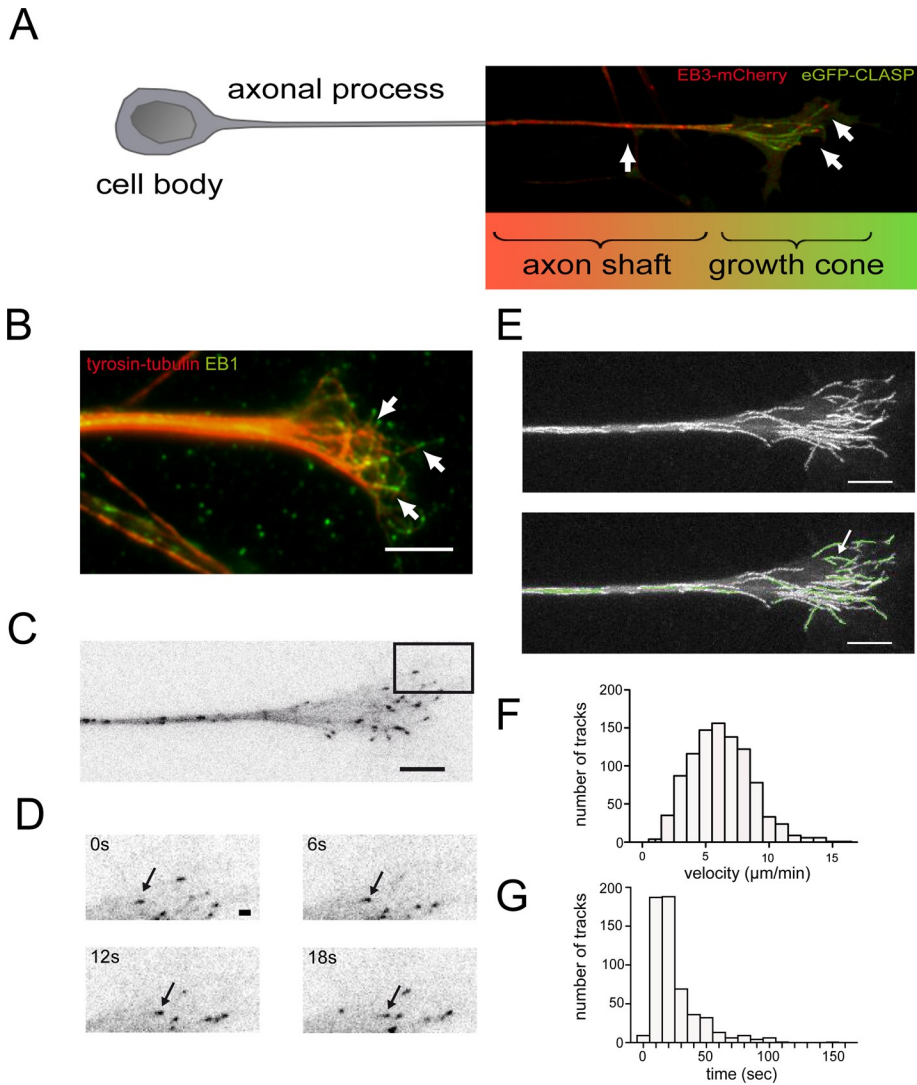 A
axonal process
cell body
EB3-mCherry eGFP-CLASP
axon shaft growth cone
B
tyrosin-tubulin EB1
C
D
0s 6s
12s 18s
E
F
number of tracks
200
150
100
50
0
0 5 10 15
velocity (µm/min)
G
number of tracks
200
150
100
50
0
0 50 100 150
time (sec)